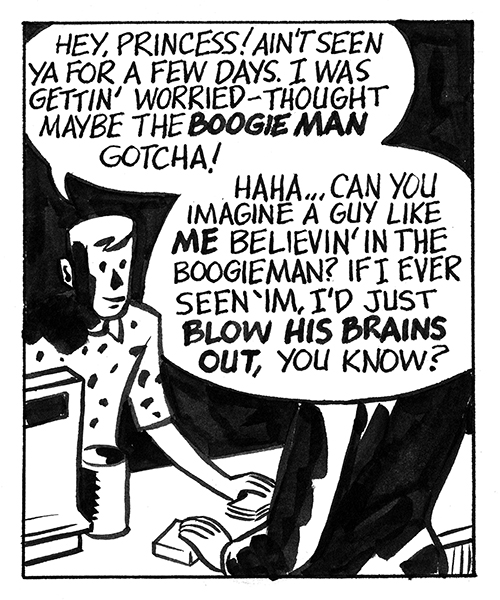 HEY, PRINCESS! AIN'T SEEN
YA FOR A FEW DAYS. I WAS
GETTIN' WORRIED–THOUGHT
MAYBE THE BOOGIE MAN
GOTCHA!
HAHA... CAN YOU
IMAGINE A GUY LIKE
ME BELIEVIN' IN THE
BOOGIEMAN? IF I EVER
SEEN 'IM, I'D JUST
BLOW HIS BRAINS
OUT, YOU KNOW?